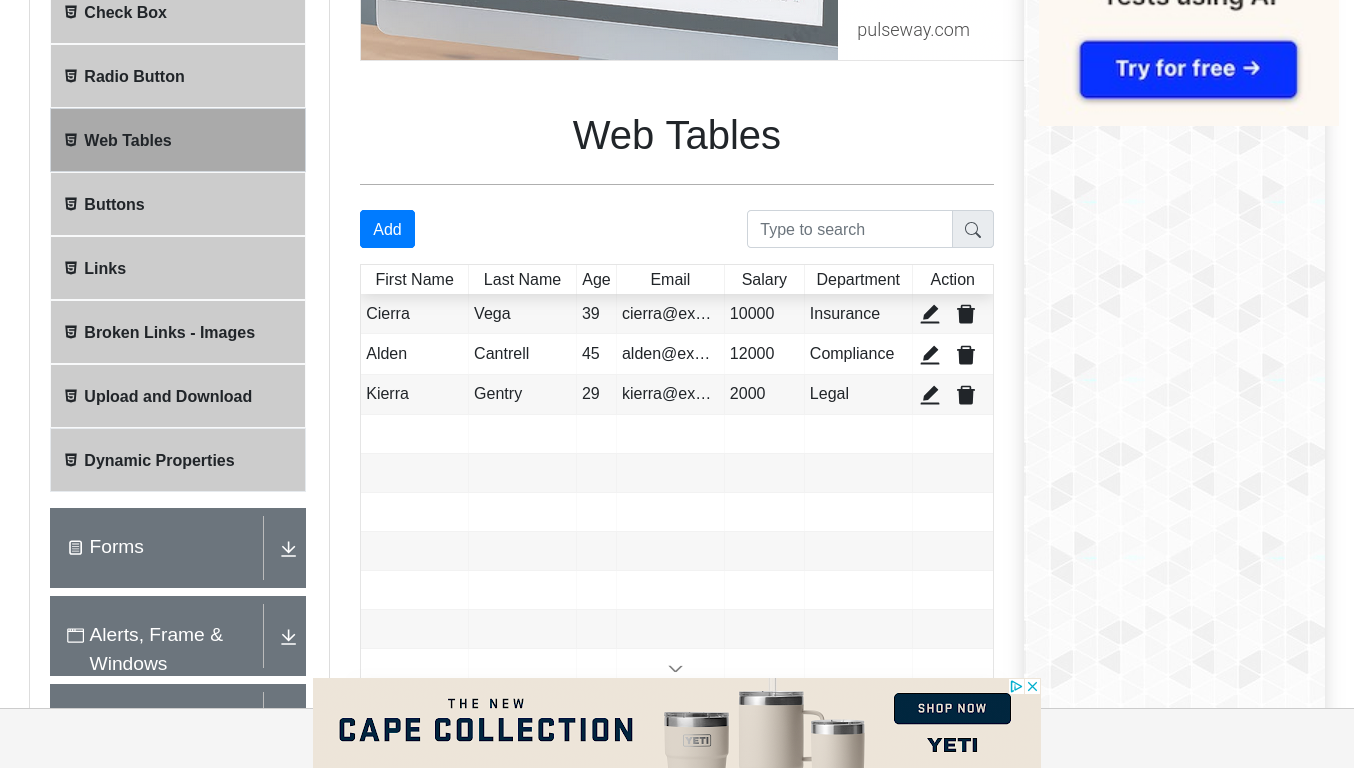 Check Box
Radio Button
Web Tables
Buttons
Links
Broken Links - Images
Upload and Download
Dynamic Properties
Forms
Alerts, Frame &
Windows
pulseway.com
Tests using AI
Try for free →
Web Tables
Add
Type to search
First Name Last Name Age Email Salary Department Action
Cierra Vega 39 cierra@ex… 10000 Insurance
Alden Cantrell 45 alden@ex… 12000 Compliance
Kierra Gentry 29 kierra@ex… 2000 Legal
THE NEW
CAPE COLLECTION
YETI
SHOP NOW
YETI